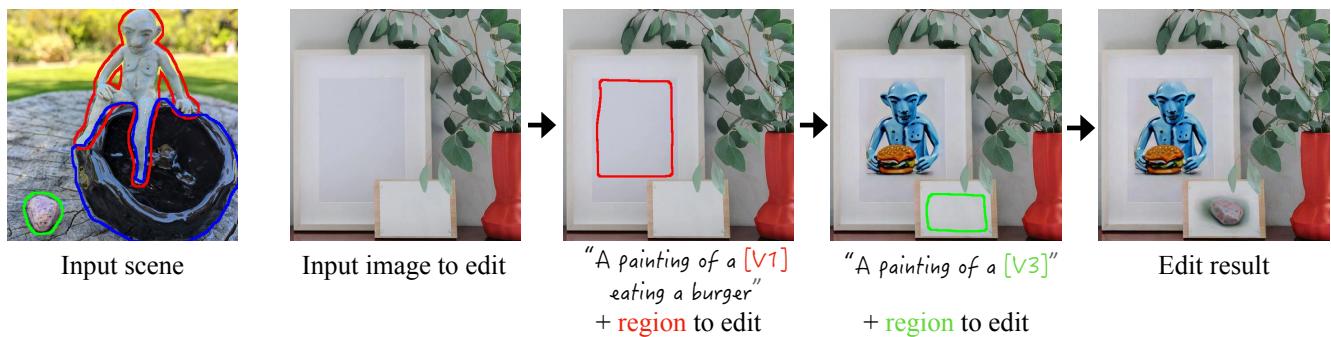 Input scene
Input image to edit
“A painting of a [V1]
eating a burger”
+ region to edit
“A painting of a [V3]”
+ region to edit
Edit result